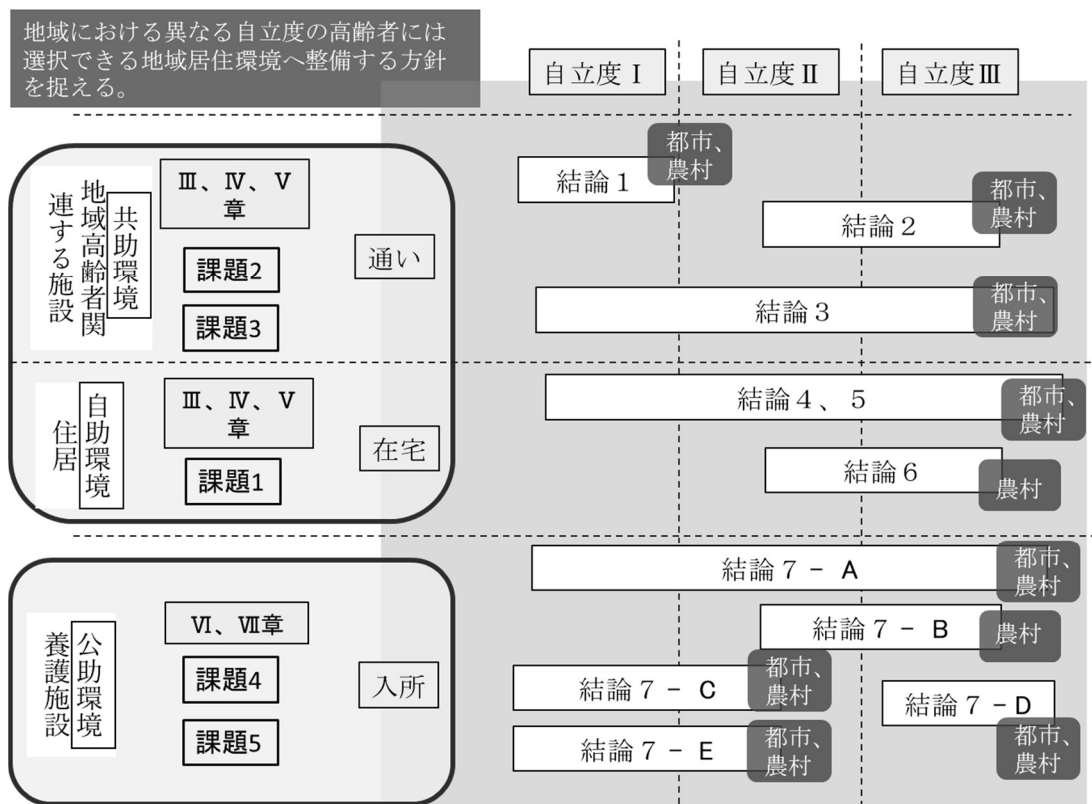 地域における異なる自立度の高齢者には
選択できる地域居住環境へ整備する方針
を捉える。
自立度Ⅰ
自立度Ⅱ
自立度Ⅲ
共助環境
地域高齢者関
連する施設
Ⅲ、Ⅳ、Ⅴ
章
課題2
課題3
通い
結論1
都市、
農村
結論2
都市、
農村
結論3
都市、
農村
自助環境
住居
Ⅲ、Ⅳ、Ⅴ
章
課題1
在宅
結論4、5
都市、
農村
結論6
農村
公助環境
養護施設
Ⅵ、Ⅶ章
課題4
課題5
入所
結論7-A
都市、
農村
結論7-B
農村
結論7-C
都市、
農村
結論7-D
都市、
農村
結論7-E
都市、
農村